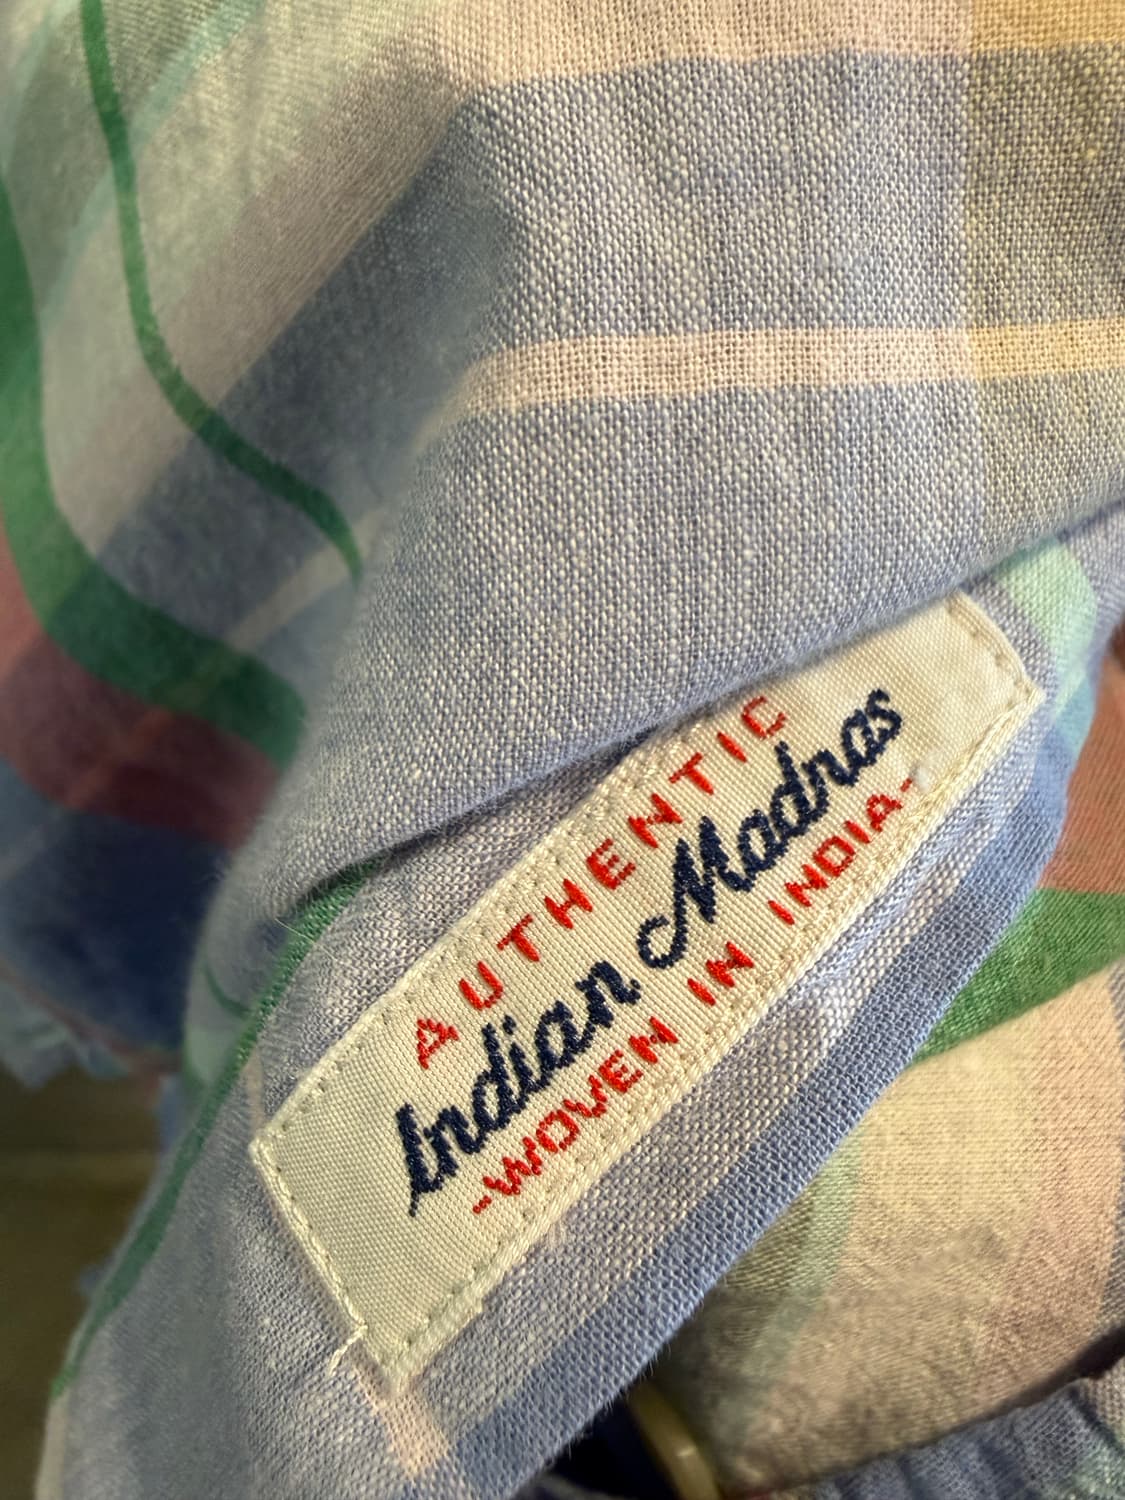 AUTHENTIC
Indian Madras
-WOVEN IN INDIA-